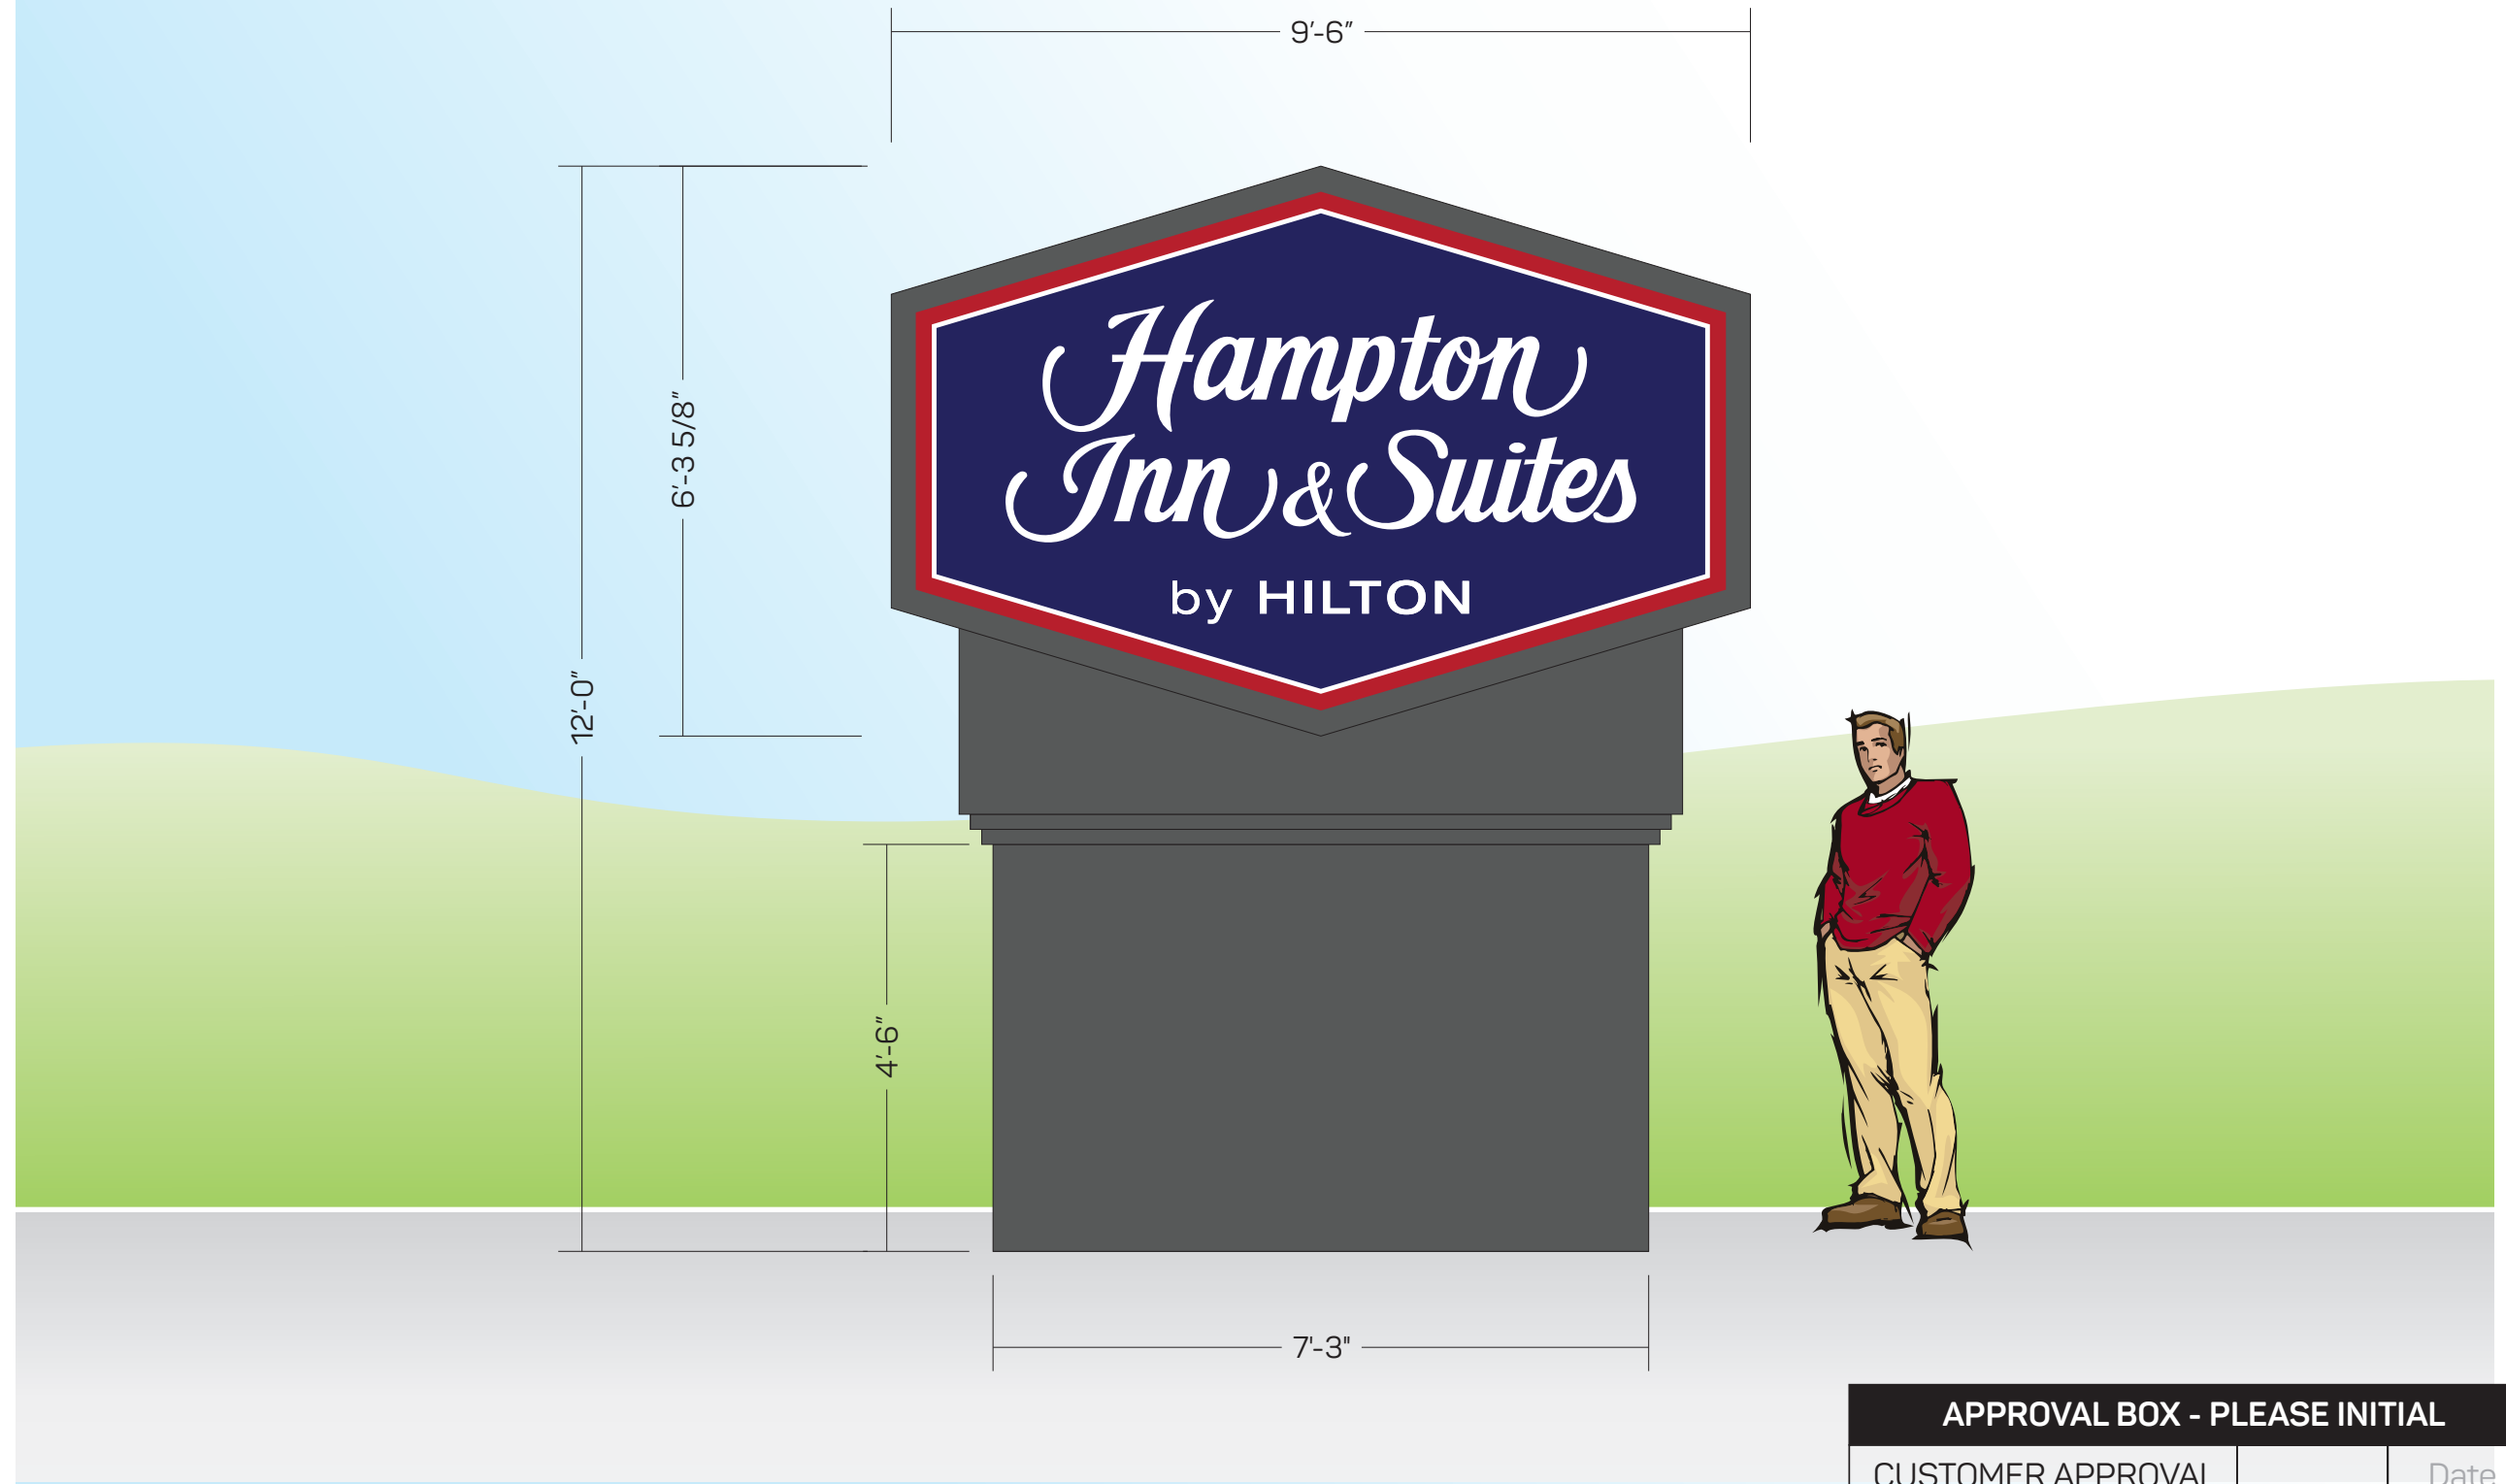 9'-6"
6'-3 5/8"
12'-0"
Hampton
Inn & Suites
by HILTON
4'-6"
7'-3"
APPROVAL BOX - PLEASE INITIAL
CUSTOMER APPROVAL
Date